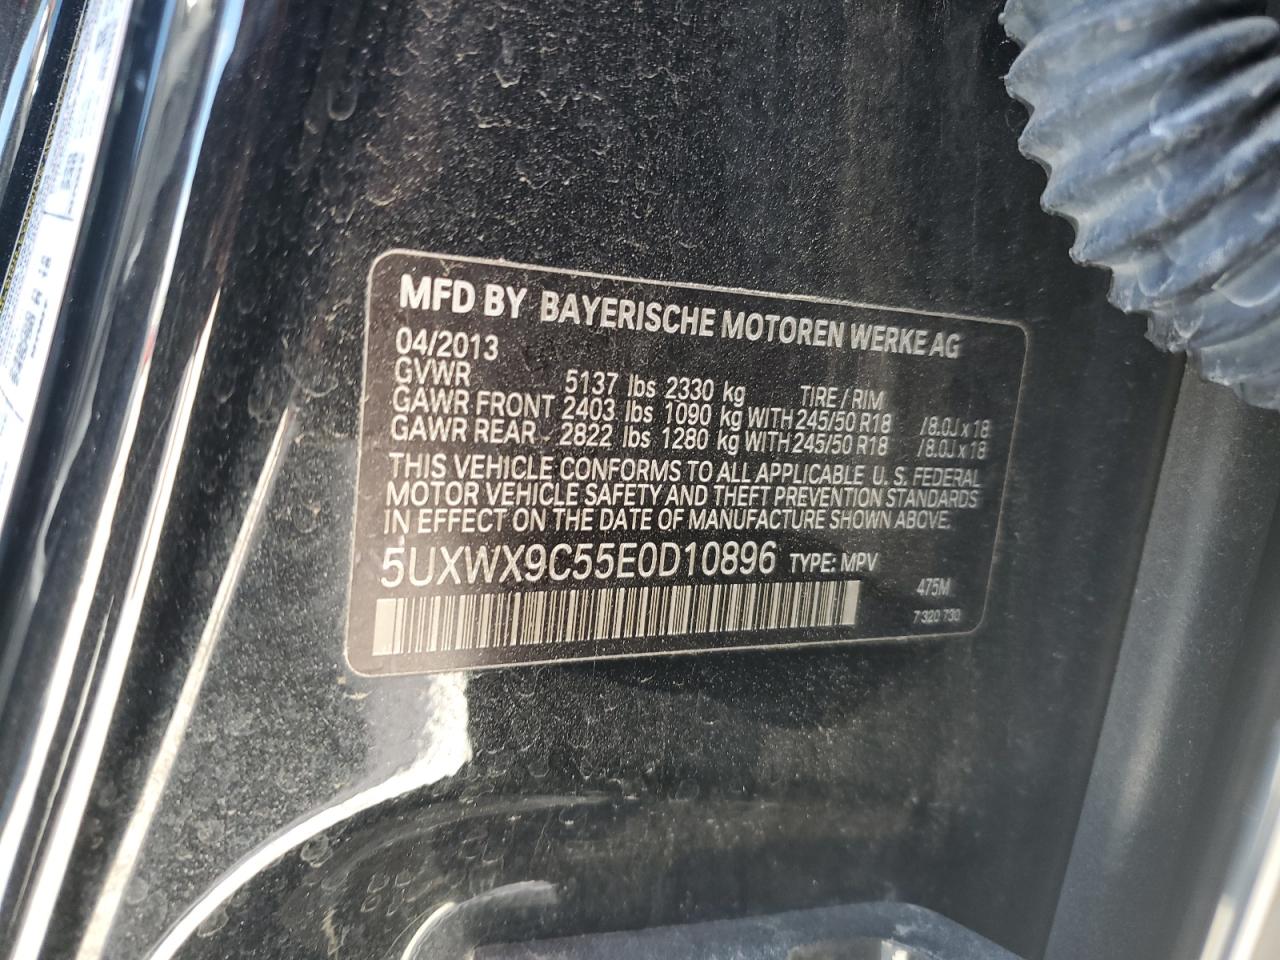 MFD BY BAYERISCHE MOTOREN WERKE AG
04/2013
GVWR 5137 lbs 2330 kg TIRE / RIM
GAWR FRONT 2403 lbs 1090 kg WITH 245/50 R18 /8.0J x 18
GAWR REAR 2822 lbs 1280 kg WITH 245/50 R18 /8.0J x 18
THIS VEHICLE CONFORMS TO ALL APPLICABLE U. S. FEDERAL
MOTOR VEHICLE SAFETY AND THEFT PREVENTION STANDARDS
IN EFFECT ON THE DATE OF MANUFACTURE SHOWN ABOVE.
5UXWX9C55E0D10896 TYPE: MPV
475M
7 320 730